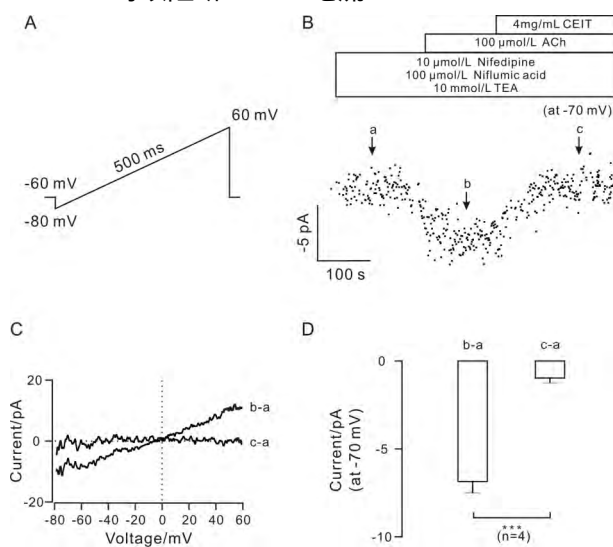 A
60 mV
500 ms
-60 mV
-80 mV
B
4mg/mL CEIT
100 μmol/L ACh
10 μmol/L Nifedipine
100 μmol/L Niflumic acid
10 mmol/L TEA
(at -70 mV)
a
b
c
-5 pA
100 s
C
20
0
-20
Current/pA
b-a
c-a
-80 -60 -40 -20 0 20 40 60
Voltage/mV
D
b-a c-a
0
-5
-10
Current/pA
(at -70 mV)
***
(n=4)